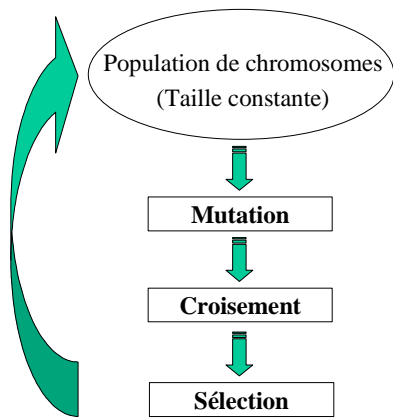 Population de chromosomes
(Taille constante)
Mutation
Croisement
Sélection